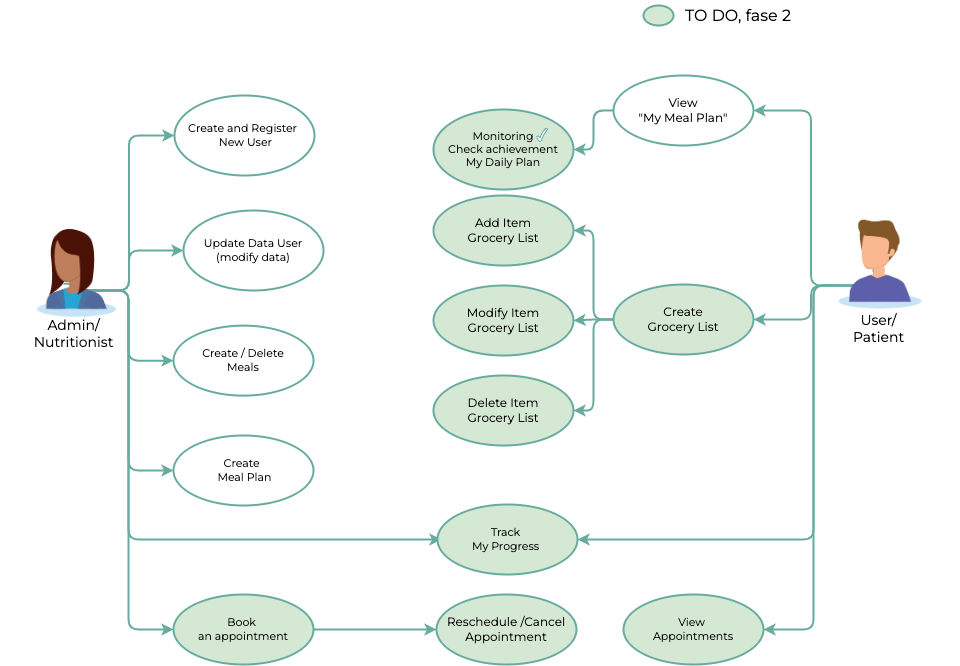 TO DO, fase 2
View
"My Meal Plan"
Create and Register
New User
Monitoring
Check achievement
My Daily Plan
Add Item
Grocery List
Update Data User
(modify data)
Modify Item
Grocery List
Create
Grocery List
Admin/
Nutritionist
User/
Patient
Create / Delete
Meals
Delete Item
Grocery List
Create
Meal Plan
Track
My Progress
Book
an appointment
Reschedule /Cancel
Appointment
View
Appointments